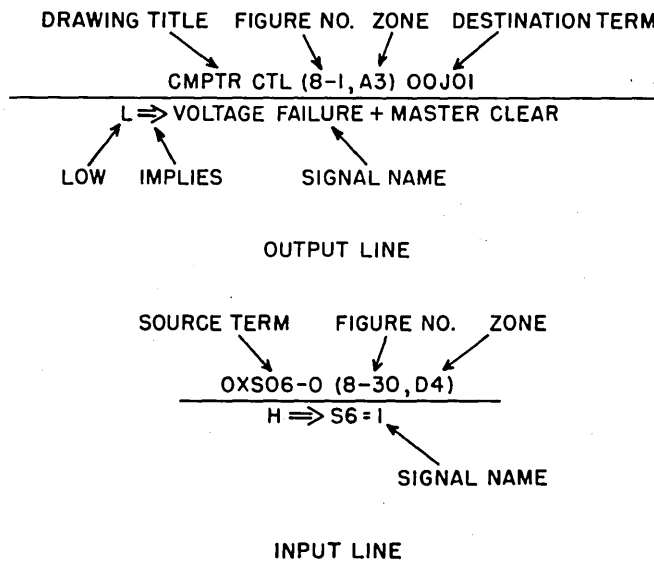 DRAWING TITLE FIGURE NO. ZONE DESTINATION TERM
CMPTR CTL (8-1, A3) 00J01
L ⇒ VOLTAGE FAILURE + MASTER CLEAR
LOW IMPLIES SIGNAL NAME
OUTPUT LINE
SOURCE TERM FIGURE NO. ZONE
0XS06-0 (8-30, D4)
H ⇒ S6=1
SIGNAL NAME
INPUT LINE